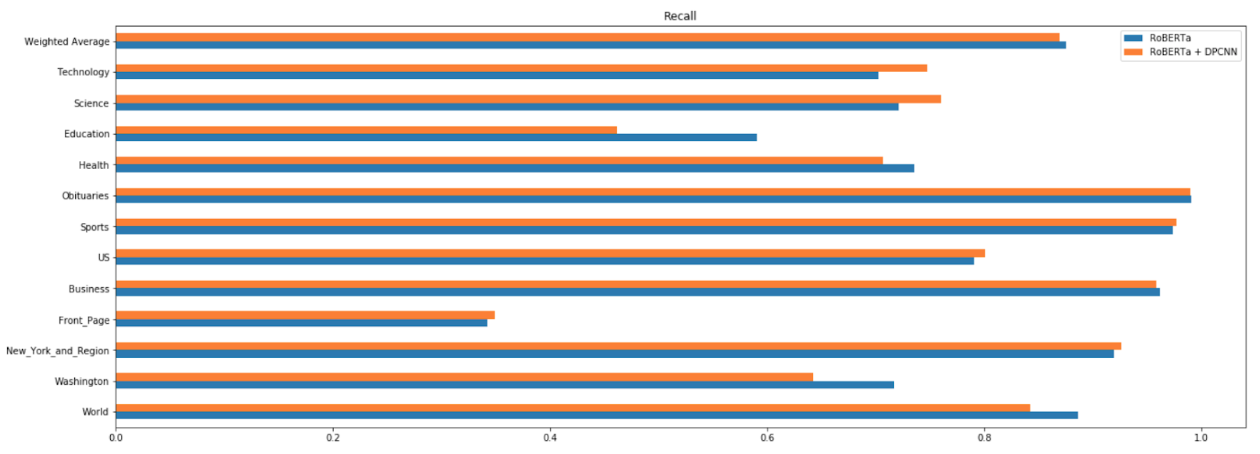 Recall
RoBERTa
RoBERTa + DPCNN
Weighted Average
Technology
Science
Education
Health
Obituaries
Sports
US
Business
Front_Page
New_York_and_Region
Washington
World
0.0 0.2 0.4 0.6 0.8 1.0